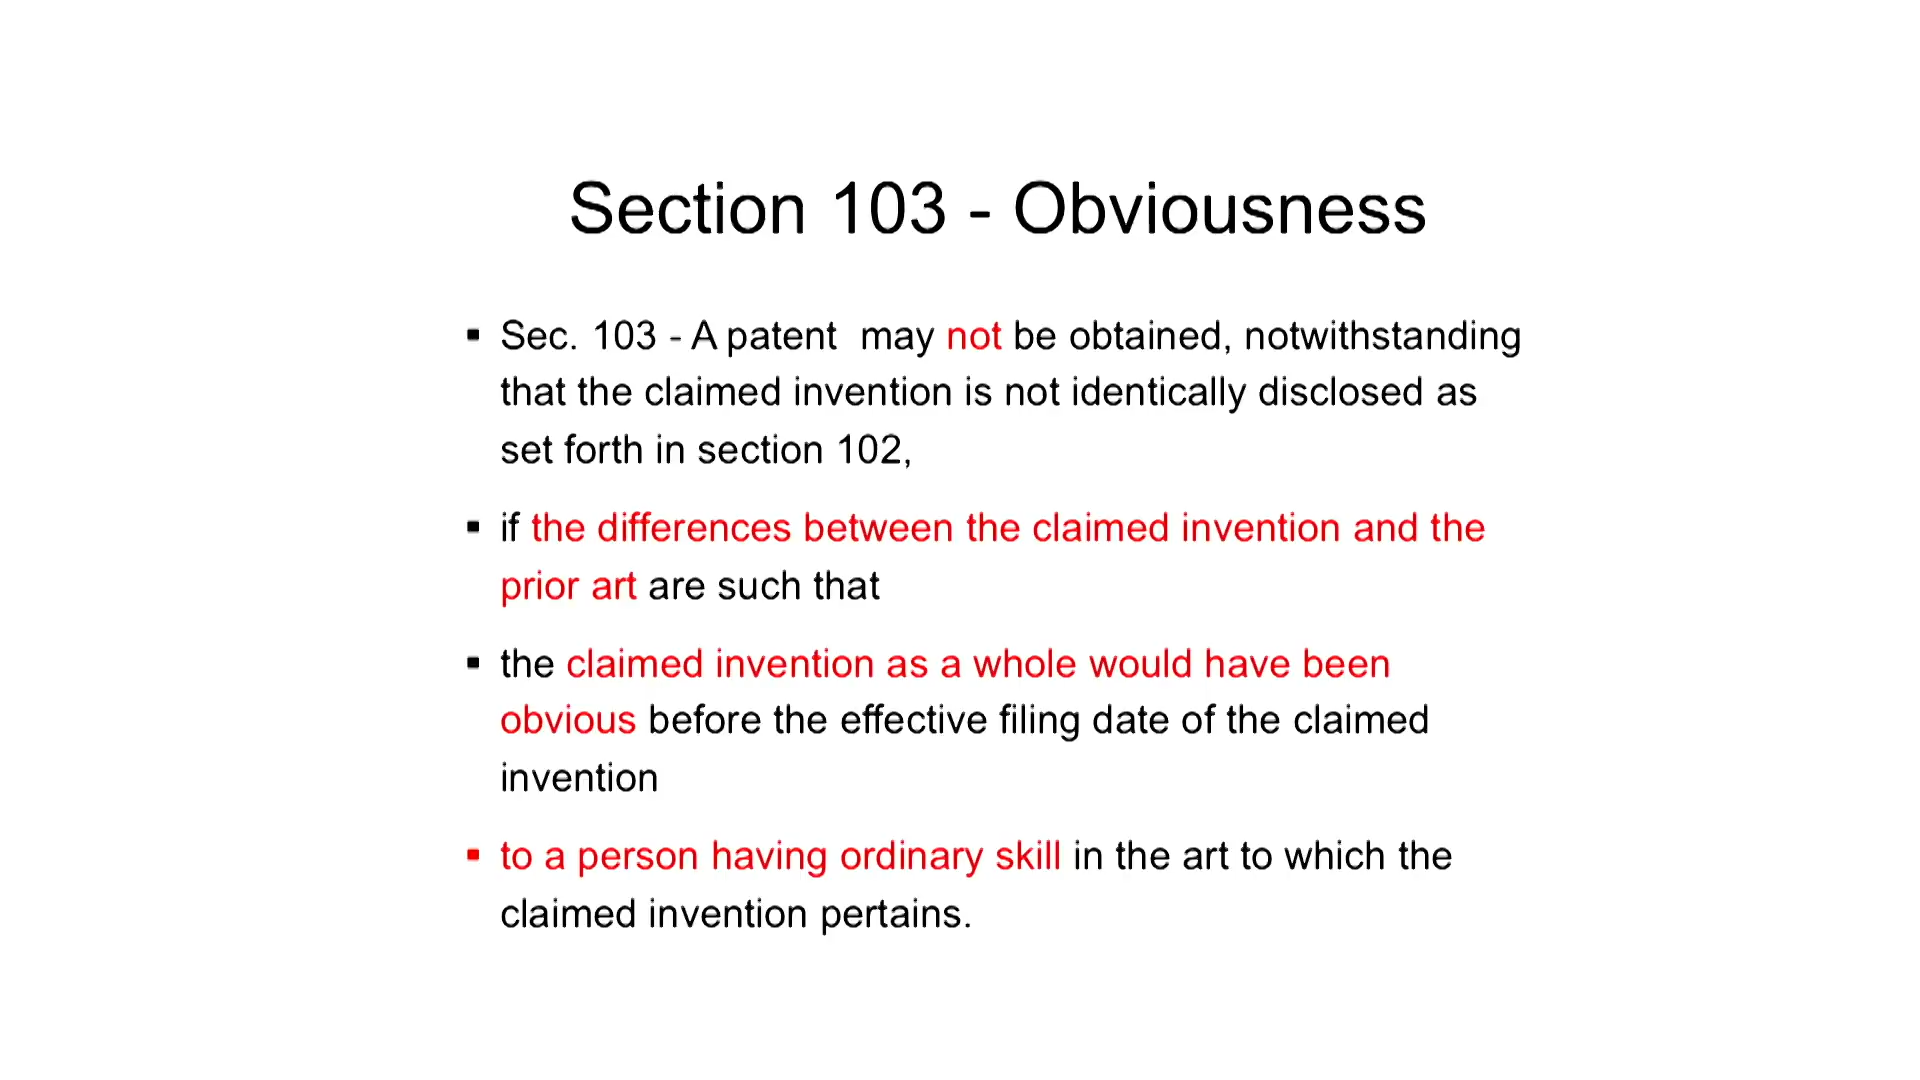 Section 103 - Obviousness
▪ Sec. 103 - A patent  may not be obtained, notwithstanding
that the claimed invention is not identically disclosed as
set forth in section 102,
▪ if the differences between the claimed invention and the
prior art are such that
▪ the claimed invention as a whole would have been
obvious before the effective filing date of the claimed
invention
▪ to a person having ordinary skill in the art to which the
claimed invention pertains.